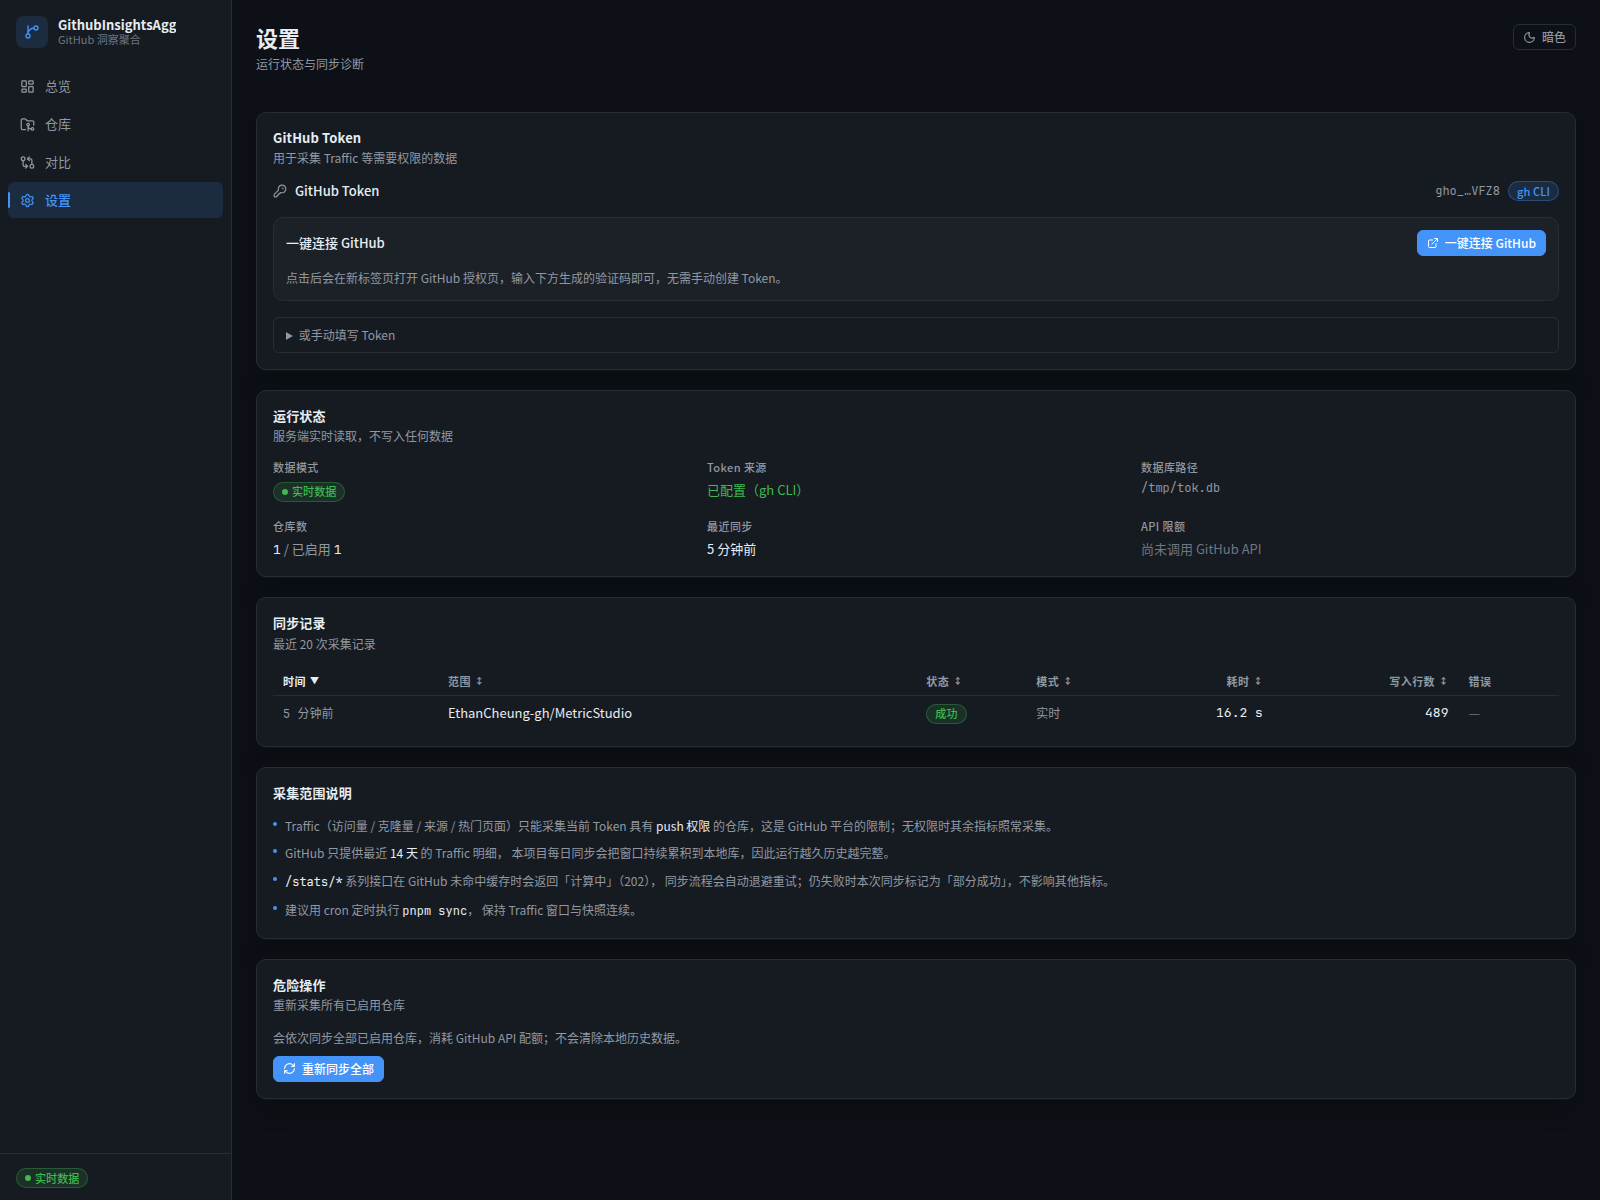 GithubInsightsAgg
GitHub 洞察聚合
总览
仓库
对比
设置
实时数据
设置
运行状态与同步诊断
暗色
GitHub Token
用于采集 Traffic 等需要权限的数据
GitHub Token
gho_…VFZ8 gh CLI
一键连接 GitHub
一键连接 GitHub
点击后会在新标签页打开 GitHub 授权页，输入下方生成的验证码即可，无需手动创建 Token。
或手动填写 Token
运行状态
服务端实时读取，不写入任何数据
数据模式 Token 来源 数据库路径
实时数据 已配置（gh CLI） /tmp/tok.db
仓库数 最近同步 API 限额
1 / 已启用 1 5 分钟前 尚未调用 GitHub API
同步记录
最近 20 次采集记录
时间 ▼ 范围 ↕ 状态 ↕ 模式 ↕ 耗时 ↕ 写入行数 ↕ 错误
5 分钟前 EthanCheung-gh/MetricStudio 成功 实时 16.2 s 489 —
采集范围说明
Traffic（访问量 / 克隆量 / 来源 / 热门页面）只能采集当前 Token 具有 push 权限 的仓库，这是 GitHub 平台的限制；无权限时其余指标照常采集。
GitHub 只提供最近 14 天 的 Traffic 明细， 本项目每日同步会把窗口持续累积到本地库，因此运行越久历史越完整。
/stats/* 系列接口在 GitHub 未命中缓存时会返回「计算中」（202）， 同步流程会自动退避重试；仍失败时本次同步标记为「部分成功」，不影响其他指标。
建议用 cron 定时执行 pnpm sync， 保持 Traffic 窗口与快照连续。
危险操作
重新采集所有已启用仓库
会依次同步全部已启用仓库，消耗 GitHub API 配额；不会清除本地历史数据。
重新同步全部